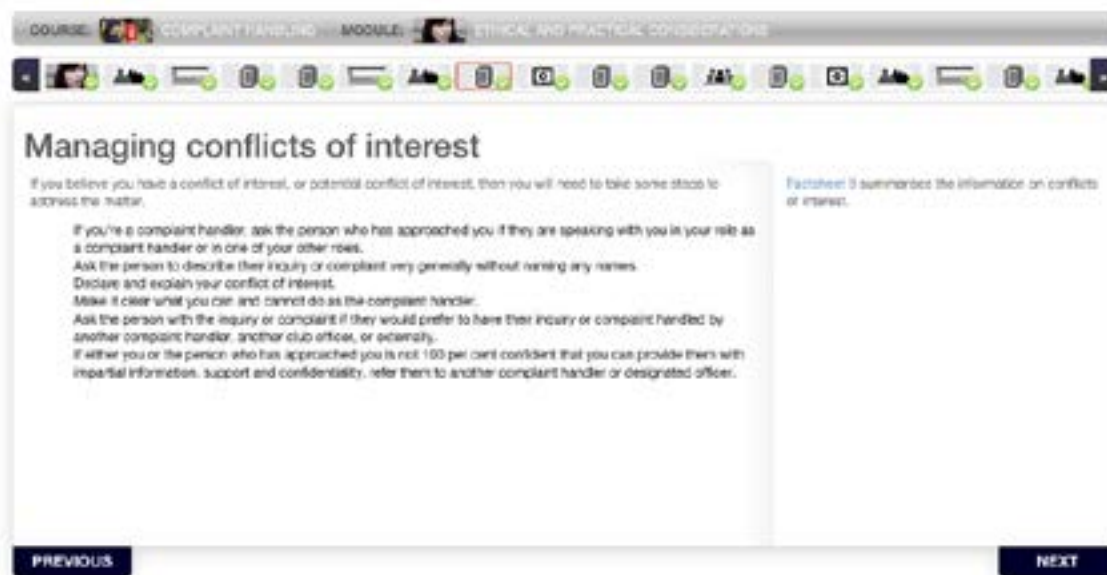 COURSE: COMPLAINT HANDLING MODULE: ETHICAL AND PRACTICAL CONSIDERATIONS
Managing conflicts of interest
If you believe you have a conflict of interest, or potential conflict of interest, then you will need to take some steps to
address the matter.
If you're a complaint handler, ask the person who has approached you if they are speaking with you in your role as
a complaint handler or in one of your other roles.
Ask the person to describe their inquiry or complaint very generally without naming any names.
Declare and explain your conflict of interest.
Make it clear what you can and cannot do as the complaint handler.
Ask the person with the inquiry or complaint if they would prefer to have their inquiry or complaint handled by
another complaint handler, another club officer, or externally.
If either you or the person who has approached you is not 100 per cent confident that you can provide them with
impartial information, support and confidentiality, refer them to another complaint handler or designated officer.
Factsheet summarises the information on conflicts
of interest.
PREVIOUS
NEXT